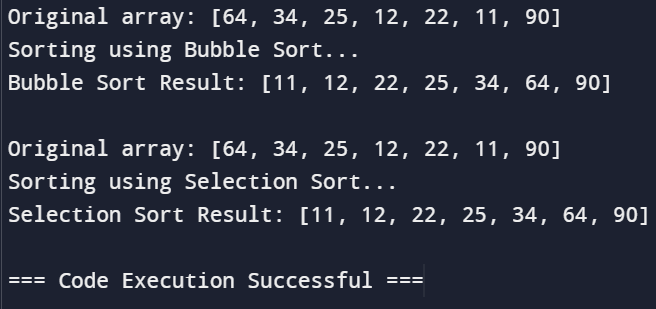 Original array: [64, 34, 25, 12, 22, 11, 90]
Sorting using Bubble Sort...
Bubble Sort Result: [11, 12, 22, 25, 34, 64, 90]
Original array: [64, 34, 25, 12, 22, 11, 90]
Sorting using Selection Sort...
Selection Sort Result: [11, 12, 22, 25, 34, 64, 90]
=== Code Execution Successful ===